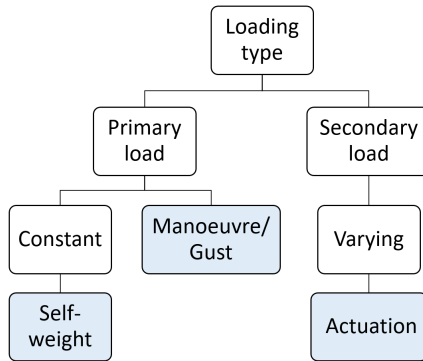 Loading
type
Primary
load
Secondary
load
Constant
Manoeuvre/
Gust
Varying
Self-
weight
Actuation